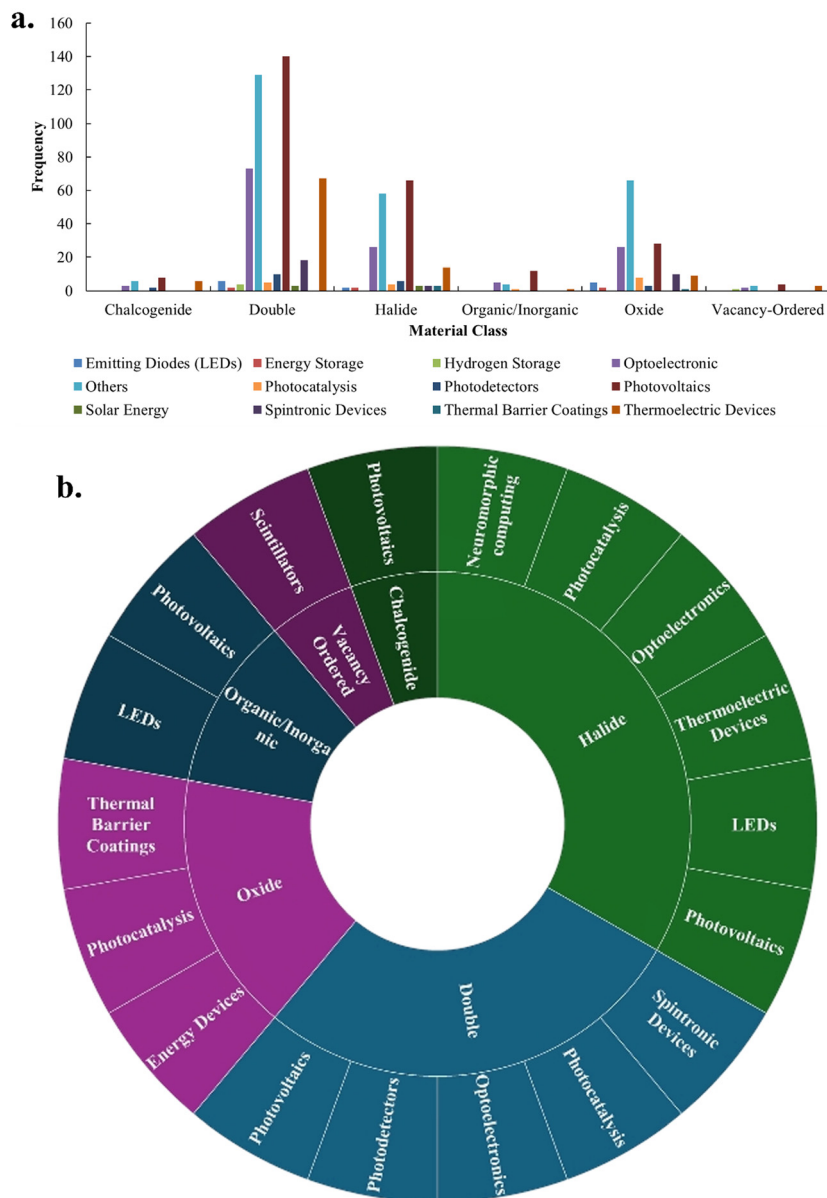 a.
160
140
120
100
80
60
40
20
0
Frequency
Chalcogenide Double Halide Organic/Inorganic Oxide Vacancy-Ordered
Material Class
Emitting Diodes (LEDs) Energy Storage Hydrogen Storage Optoelectronic
Others Photocatalysis Photodetectors Photovoltaics
Solar Energy Spintronic Devices Thermal Barrier Coatings Thermoelectric Devices
b.
Neuromorphic
computing
Photocatalysis
Optoelectronics
Thermoelectric
Devices
LEDs
Photovoltaics
Halide
Spintronic
Devices
Photocatalysis
Optoelectronics
Photodetectors
Photovoltaics
Double
Energy Devices
Photocatalysis
Thermal
Barrier
Coatings
Oxide
LEDs
Photovoltaics
Organic/Inorga
nic
Scintillators
Vacancy
Ordered
Photovoltaics
Chalcogenide